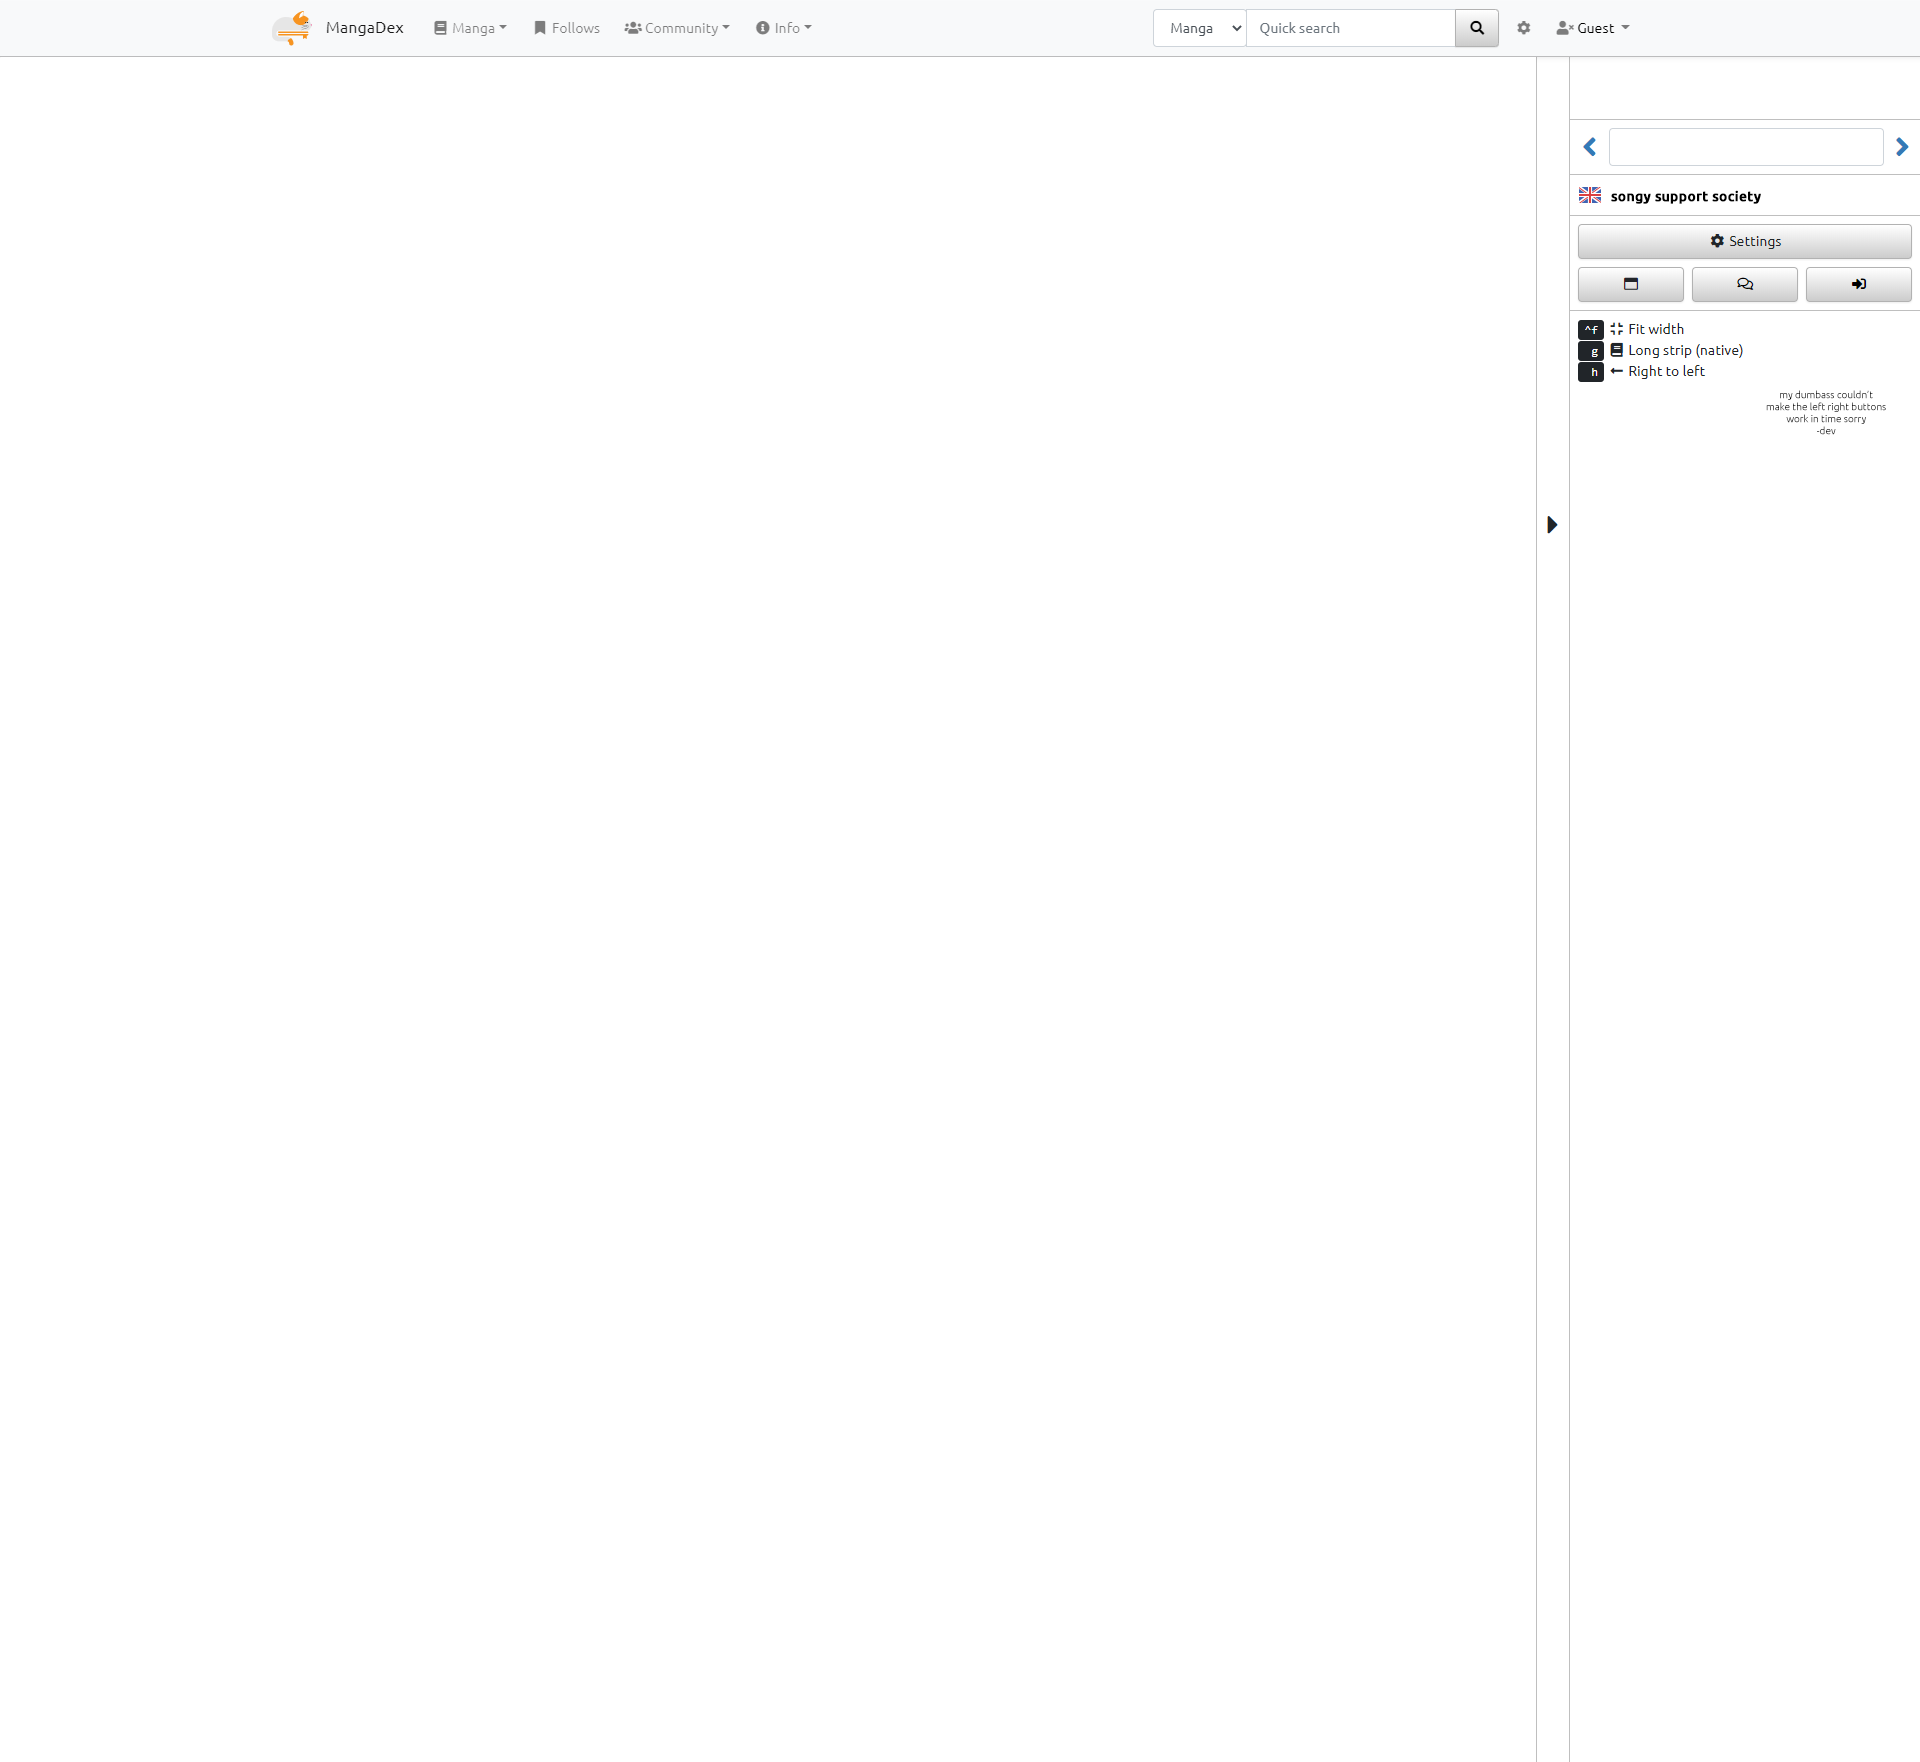 MangaDex Manga Follows Community Info Manga Quick search Guest
songy support society
Settings
^f Fit width
g Long strip (native)
h Right to left
my dumbass couldn't
make the left right buttons
work in time sorry
-dev